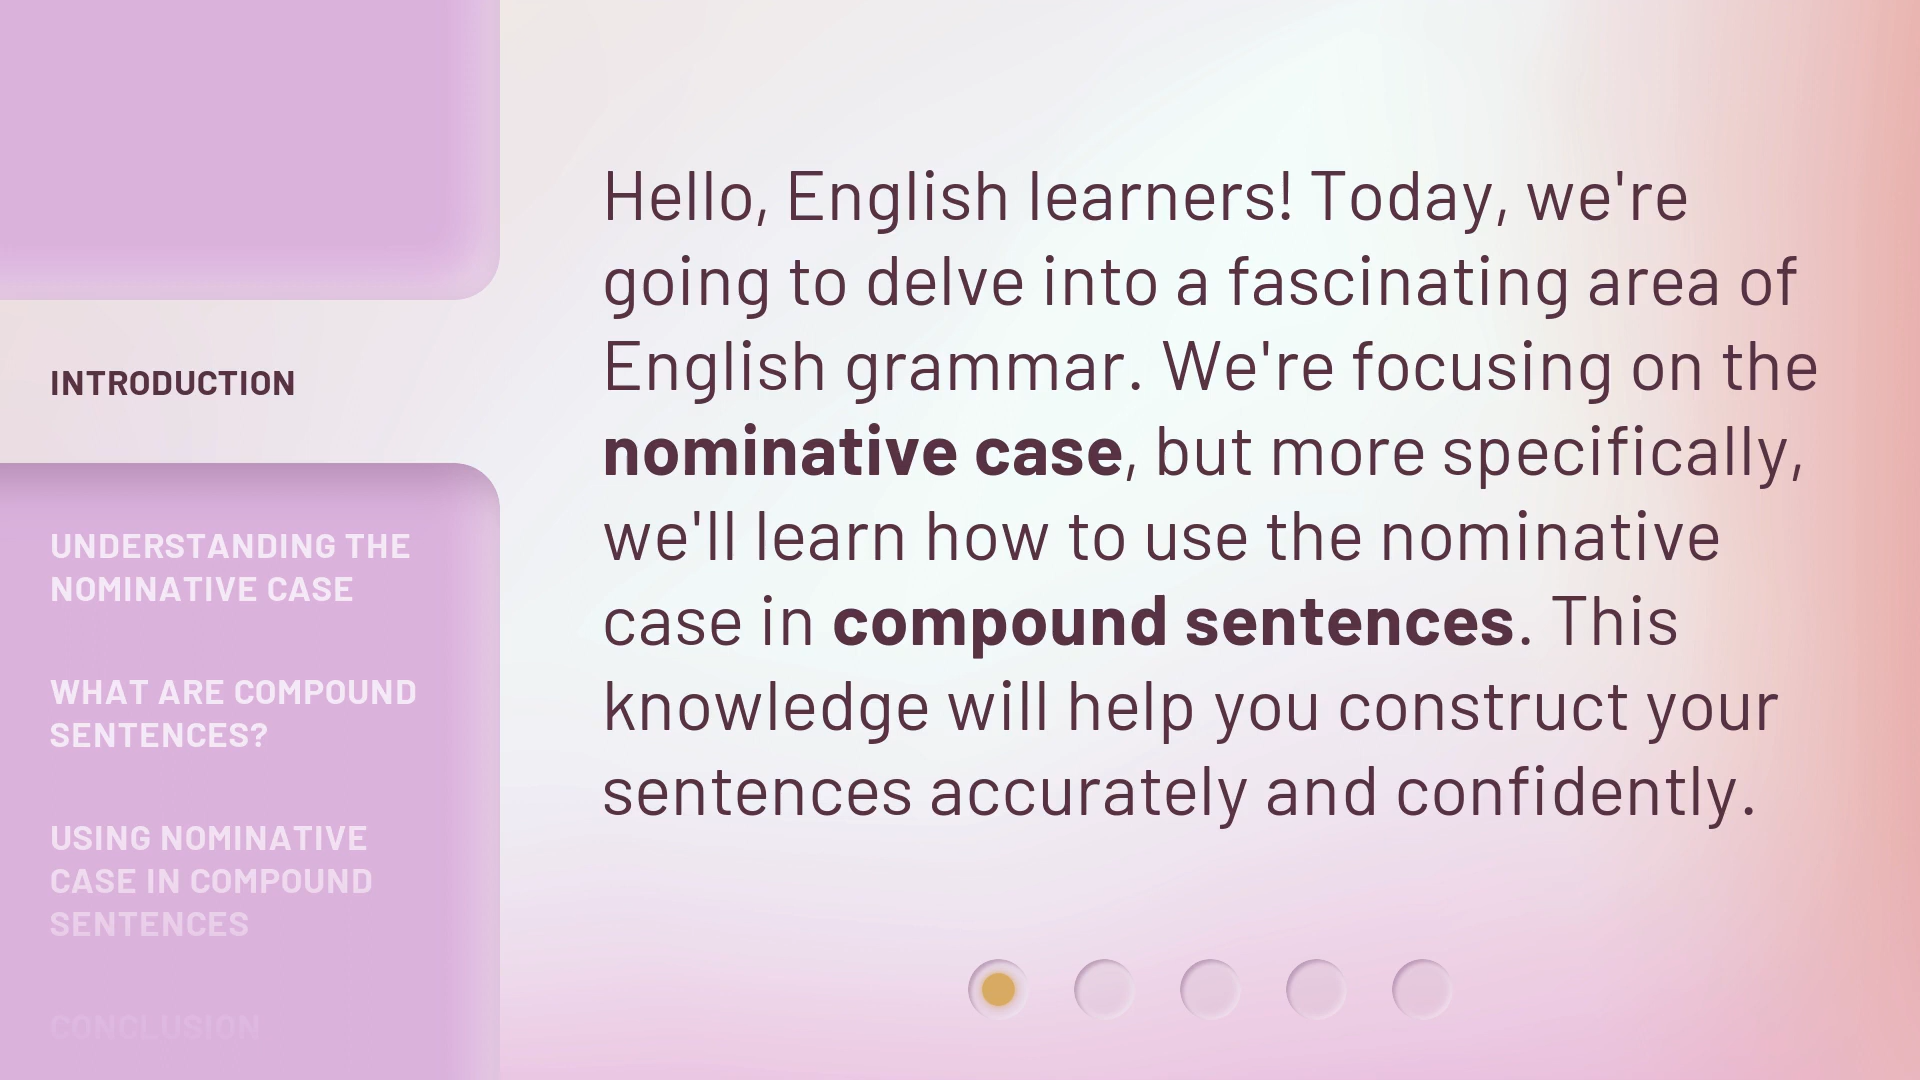 INTRODUCTION
UNDERSTANDING THE
NOMINATIVE CASE
WHAT ARE COMPOUND
SENTENCES?
USING NOMINATIVE
CASE IN COMPOUND
SENTENCES
CONCLUSION
Hello, English learners! Today, we're
going to delve into a fascinating area of
English grammar. We're focusing on the
nominative case, but more specifically,
we'll learn how to use the nominative
case in compound sentences. This
knowledge will help you construct your
sentences accurately and confidently.